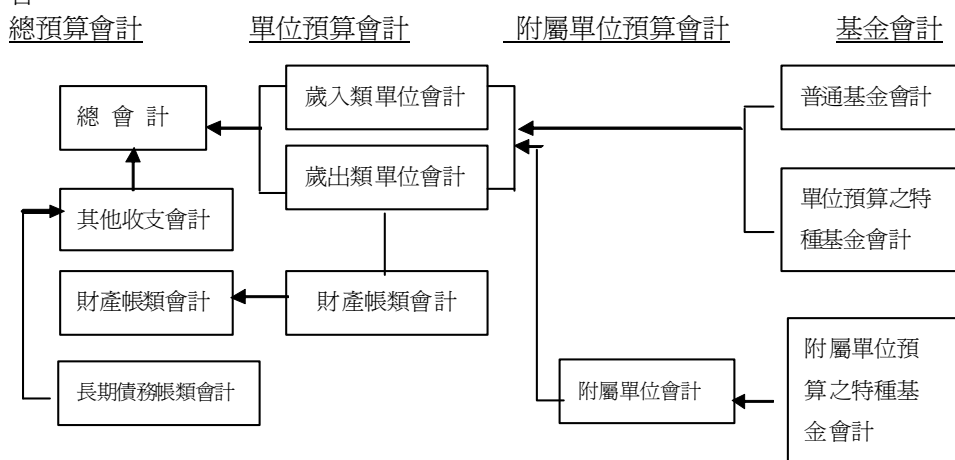 總預算會計 單位預算會計 附屬單位預算會計 基金會計
總 會 計
歲入類單位會計
普通基金會計
歲出類單位會計
其他收支會計
單位預算之特
種基金會計
財產帳類會計
財產帳類會計
長期債務帳類會計
附屬單位會計
附屬單位預
算之特種基
金會計